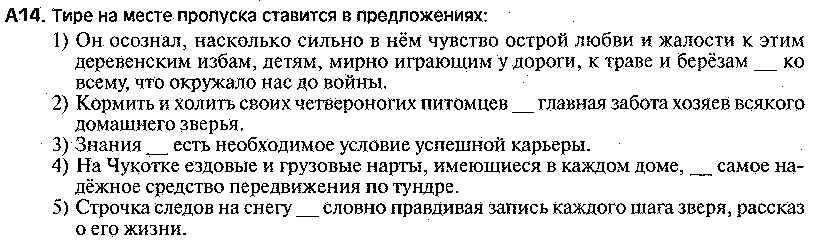 А14. Тире на месте пропуска ставится в предложениях:
1) Он осознал, насколько сильно в нём чувство острой любви и жалости к этим
деревенским избам, детям, мирно играющим у дороги, к траве и берёзам __ ко
всему, что окружало нас до войны.
2) Кормить и холить своих четвероногих питомцев __ главная забота хозяев всякого
домашнего зверья.
3) Знания __ есть необходимое условие успешной карьеры.
4) На Чукотке ездовые и грузовые нарты, имеющиеся в каждом доме, __ самое на-
дёжное средство передвижения по тундре.
5) Строчка следов на снегу __ словно правдивая запись каждого шага зверя, рассказ
о его жизни.